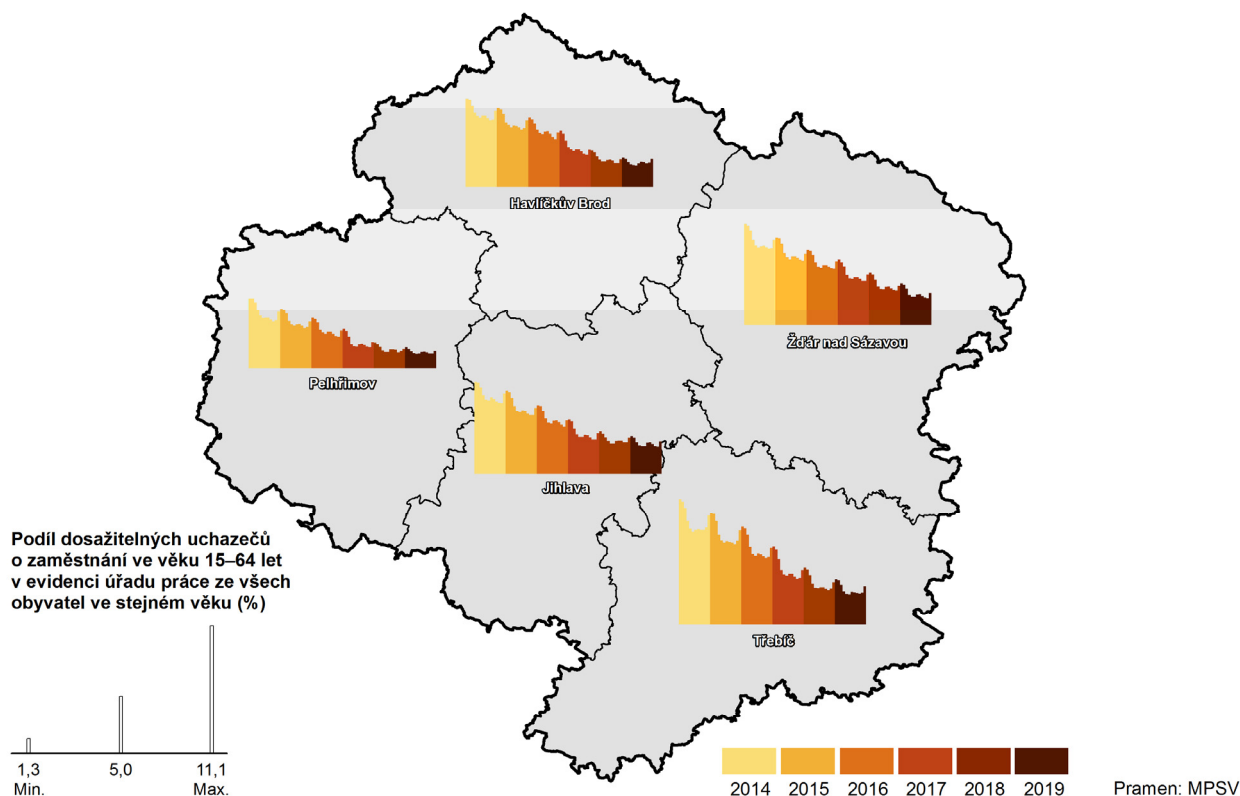 Havlíčkův Brod
Žďár nad Sázavou
Pelhřimov
Jihlava
Třebíč
Podíl dosažitelných uchazečů
o zaměstnání ve věku 15–64 let
v evidenci úřadu práce ze všech
obyvatel ve stejném věku (%)
1,3
5,0
11,1
Min.
Max.
2014
2015
2016
2017
2018
2019
Pramen: MPSV